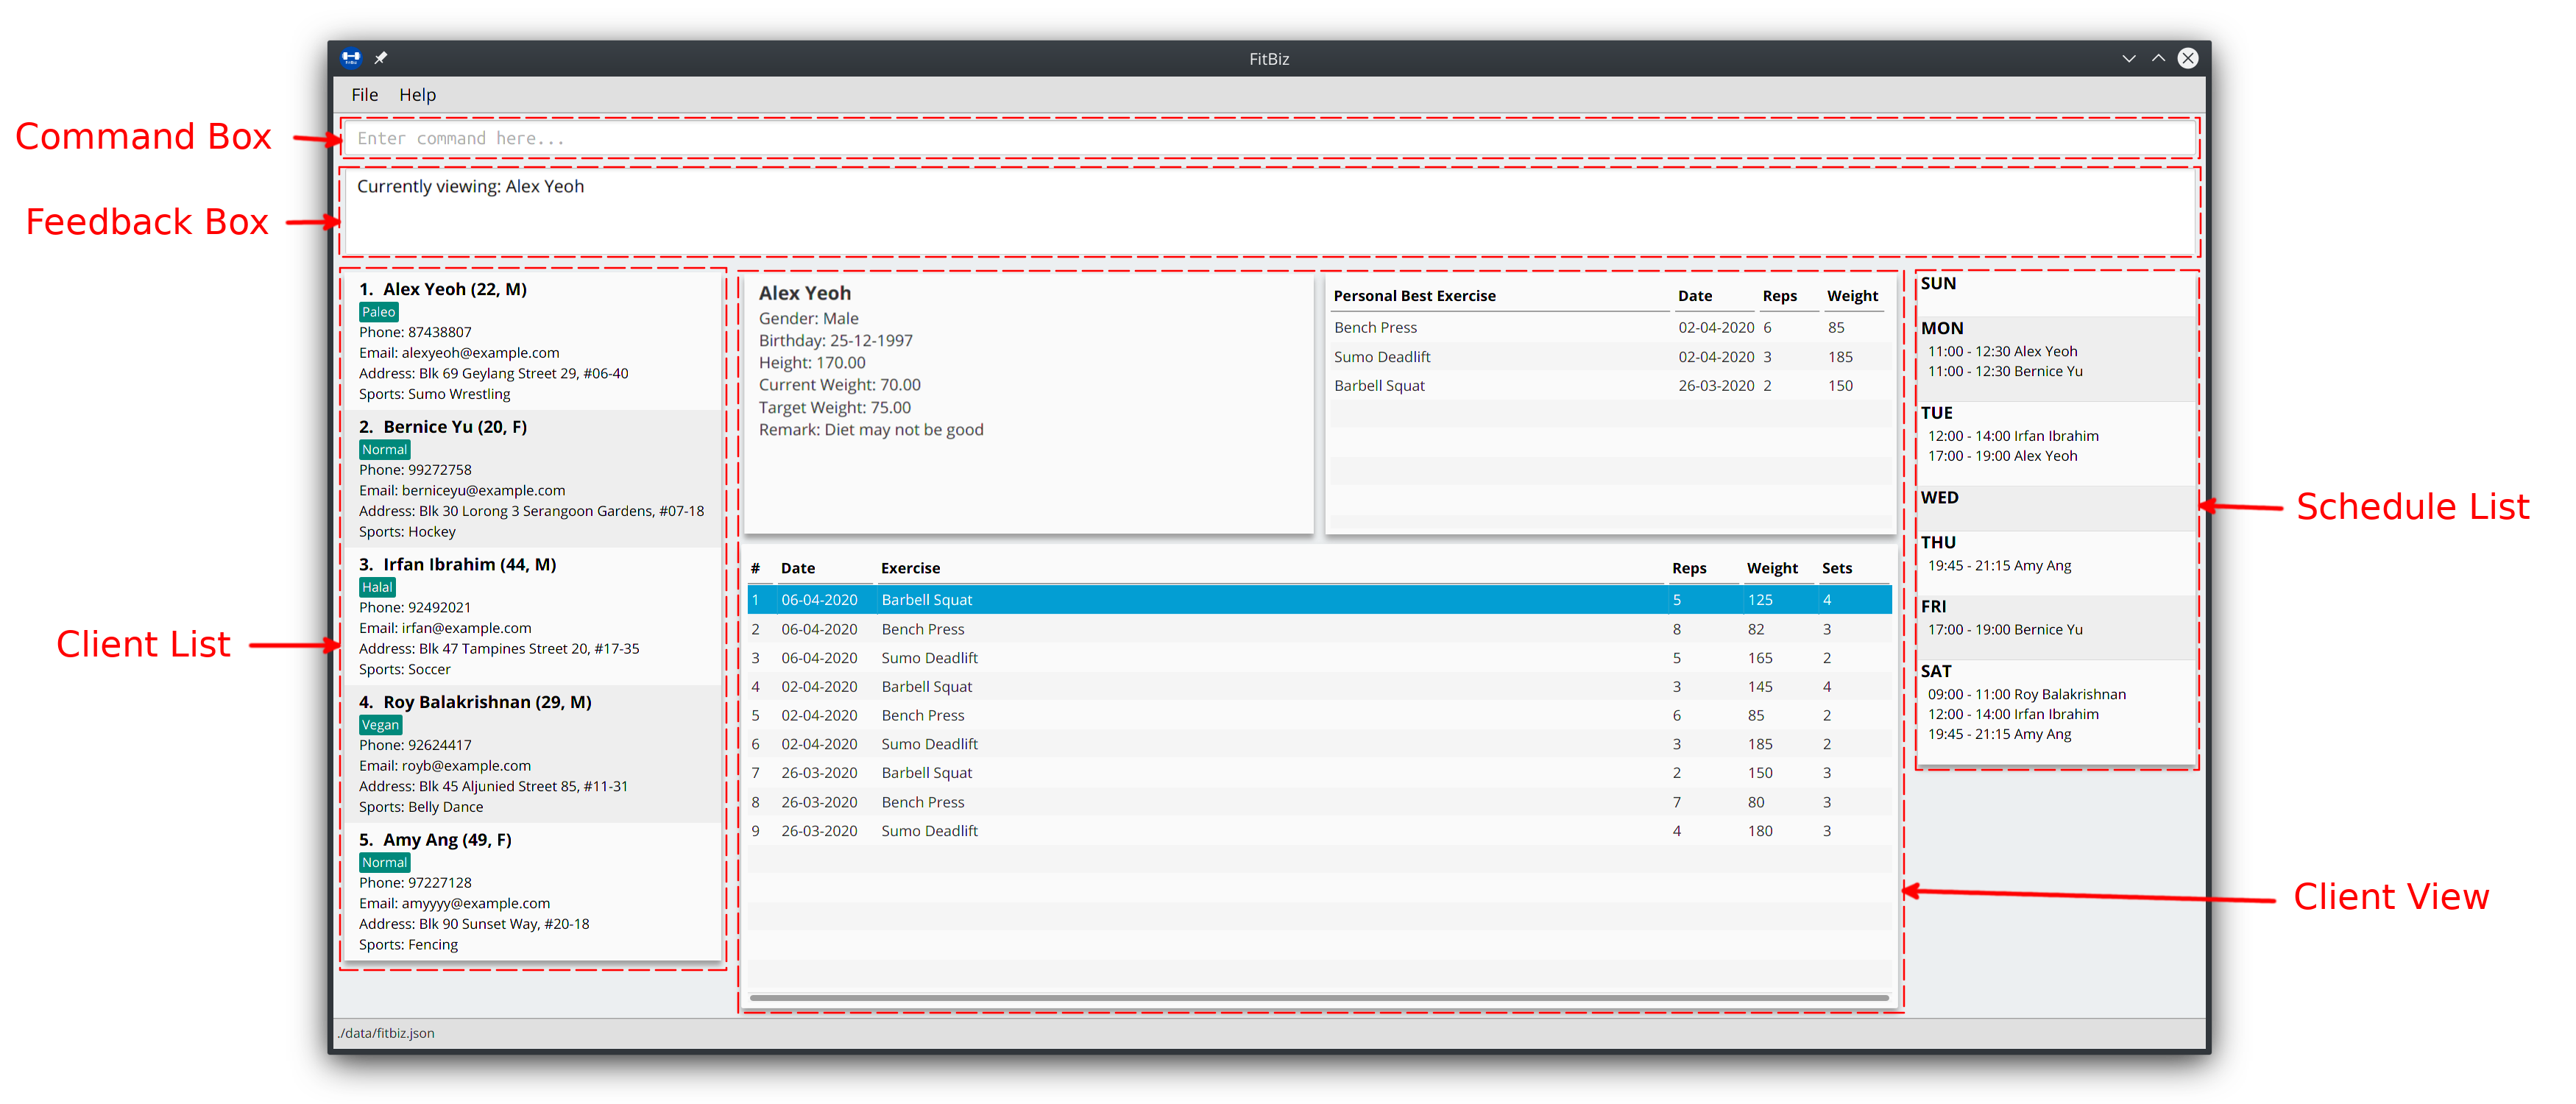 FitBiz
File Help
Command Box
Enter command here...
Feedback Box
Currently viewing: Alex Yeoh
Client List
1. Alex Yeoh (22, M)
Paleo
Phone: 87438807
Email: alexyeoh@example.com
Address: Blk 69 Geylang Street 29, #06-40
Sports: Sumo Wrestling
2. Bernice Yu (20, F)
Normal
Phone: 99272758
Email: berniceyu@example.com
Address: Blk 30 Lorong 3 Serangoon Gardens, #07-18
Sports: Hockey
3. Irfan Ibrahim (44, M)
Halal
Phone: 92492021
Email: irfan@example.com
Address: Blk 47 Tampines Street 20, #17-35
Sports: Soccer
4. Roy Balakrishnan (29, M)
Vegan
Phone: 92624417
Email: royb@example.com
Address: Blk 45 Aljunied Street 85, #11-31
Sports: Belly Dance
5. Amy Ang (49, F)
Normal
Phone: 97227128
Email: amyyyy@example.com
Address: Blk 90 Sunset Way, #20-18
Sports: Fencing
Alex Yeoh
Gender: Male
Birthday: 25-12-1997
Height: 170.00
Current Weight: 70.00
Target Weight: 75.00
Remark: Diet may not be good
Personal Best Exercise Date Reps Weight
Bench Press 02-04-2020 6 85
Sumo Deadlift 02-04-2020 3 185
Barbell Squat 26-03-2020 2 150
# Date Exercise Reps Weight Sets
1 06-04-2020 Barbell Squat 5 125 4
2 06-04-2020 Bench Press 8 82 3
3 06-04-2020 Sumo Deadlift 5 165 2
4 02-04-2020 Barbell Squat 3 145 4
5 02-04-2020 Bench Press 6 85 2
6 02-04-2020 Sumo Deadlift 3 185 2
7 26-03-2020 Barbell Squat 2 150 3
8 26-03-2020 Bench Press 7 80 3
9 26-03-2020 Sumo Deadlift 4 180 3
SUN
MON
11:00 - 12:30 Alex Yeoh
11:00 - 12:30 Bernice Yu
TUE
12:00 - 14:00 Irfan Ibrahim
17:00 - 19:00 Alex Yeoh
WED
THU
19:45 - 21:15 Amy Ang
FRI
17:00 - 19:00 Bernice Yu
SAT
09:00 - 11:00 Roy Balakrishnan
12:00 - 14:00 Irfan Ibrahim
19:45 - 21:15 Amy Ang
Schedule List
Client View
./data/fitbiz.json